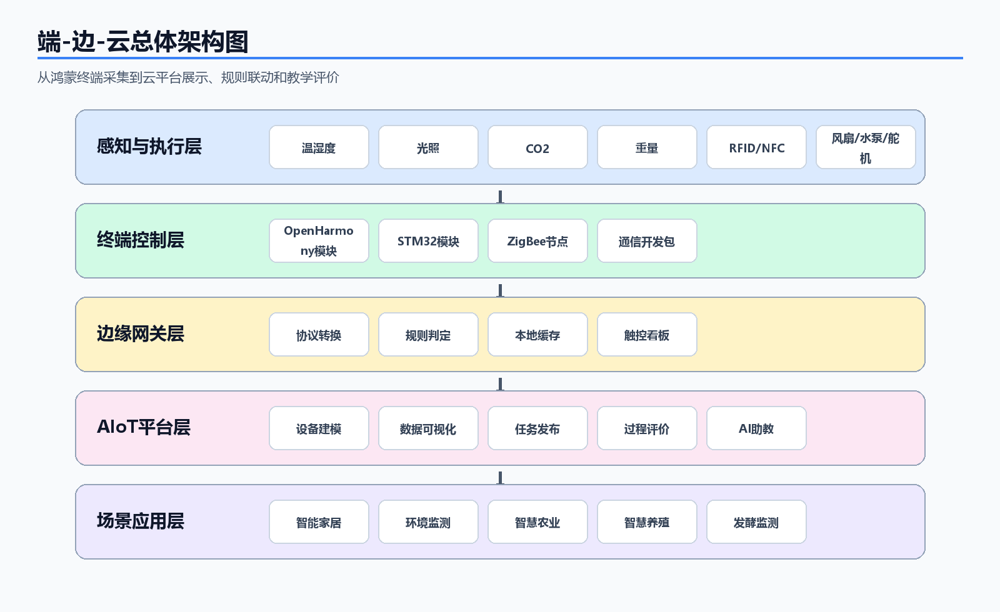 端-边-云总体架构图
从鸿蒙终端采集到云平台展示、规则联动和教学评价
感知与执行层
温湿度
光照
CO2
重量
RFID/NFC
风扇/水泵/舵
机
终端控制层
OpenHarmo
ny模块
STM32模块
ZigBee节点
通信开发包
边缘网关层
协议转换
规则判定
本地缓存
触控看板
AIoT平台层
设备建模
数据可视化
任务发布
过程评价
AI助教
场景应用层
智能家居
环境监测
智慧农业
智慧养殖
发酵监测